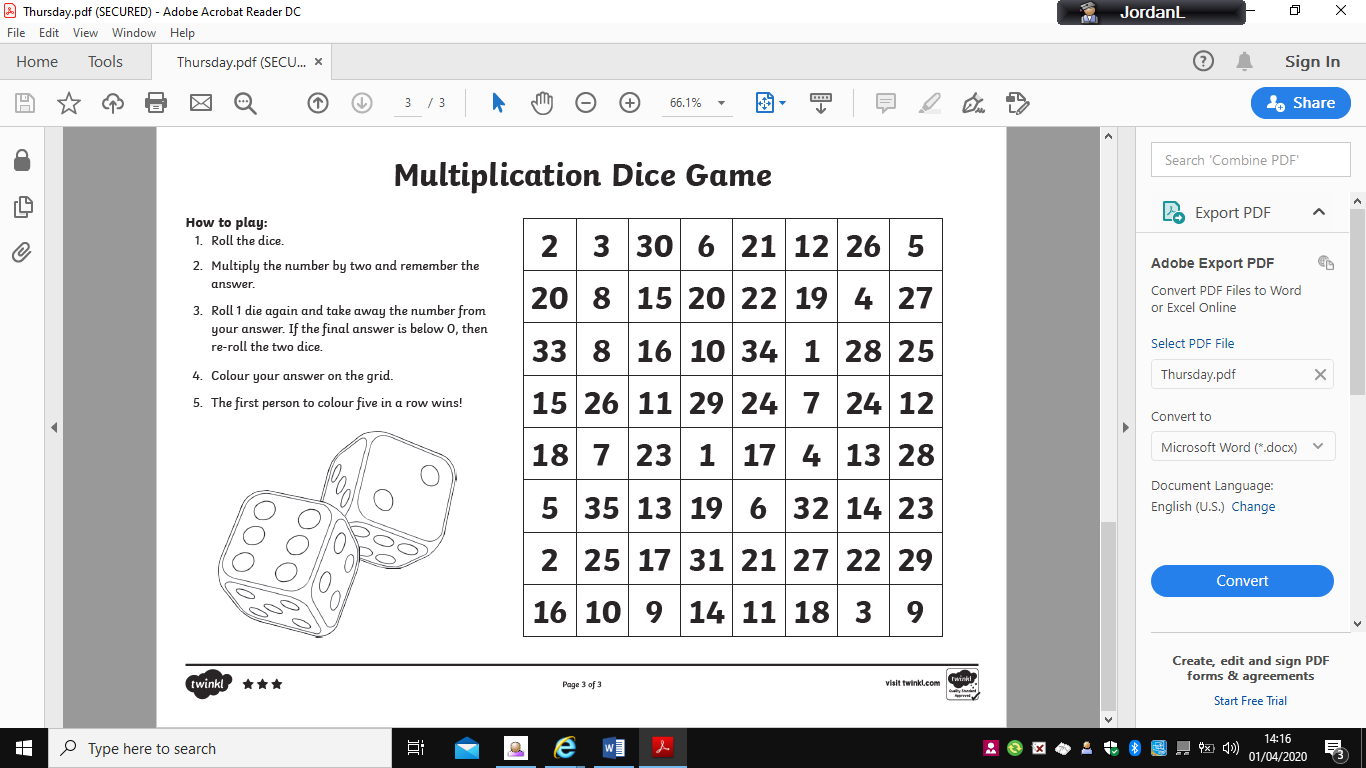 Thursday.pdf (SECURED) - Adobe Acrobat Reader DC
JordanL
File Edit View Window Help
Home Tools Thursday.pdf (SECU... × Sign In
3 / 3 66.1% Share
Multiplication Dice Game
How to play:
1. Roll the dice.
2. Multiply the number by two and remember the
answer.
3. Roll 1 die again and take away the number from
your answer. If the final answer is below 0, then
re-roll the two dice.
4. Colour your answer on the grid.
5. The first person to colour five in a row wins!
2 3 30 6 21 12 26 5
20 8 15 20 22 19 4 27
33 8 16 10 34 1 28 25
15 26 11 29 24 7 24 12
18 7 23 1 17 4 13 28
5 35 13 19 6 32 14 23
2 25 17 31 21 27 22 29
16 10 9 14 11 18 3 9
twinkl
Page 3 of 3
visit twinkl.com
twinkl
Quality Standard
Approved
Search 'Combine PDF'
Export PDF
Adobe Export PDF
Convert PDF Files to Word
or Excel Online
Select PDF File
Thursday.pdf
Convert to
Microsoft Word (*.docx)
Document Language:
English (U.S.) Change
Convert
Create, edit and sign PDF
forms & agreements
Start Free Trial
Type here to search
14:16
01/04/2020
3